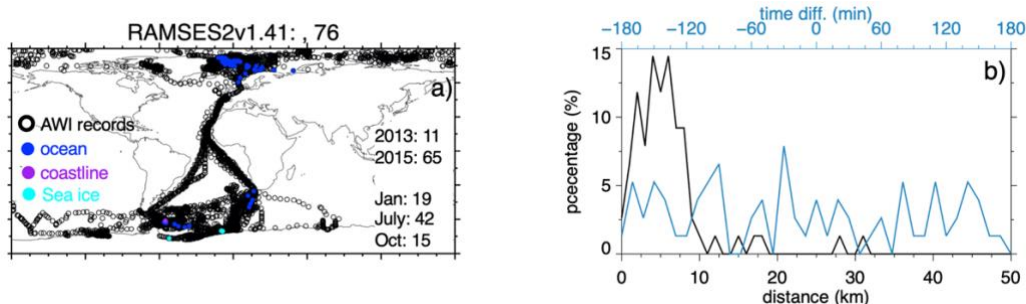 RAMSES2v1.41: , 76
a)
AWI records
ocean
coastline
Sea ice
2013: 11
2015: 65
Jan: 19
July: 42
Oct: 15
time diff. (min)
-180 -120 -60 0 60 120 180
b)
15
10
5
0
pcecentage (%)
0 10 20 30 40 50
distance (km)